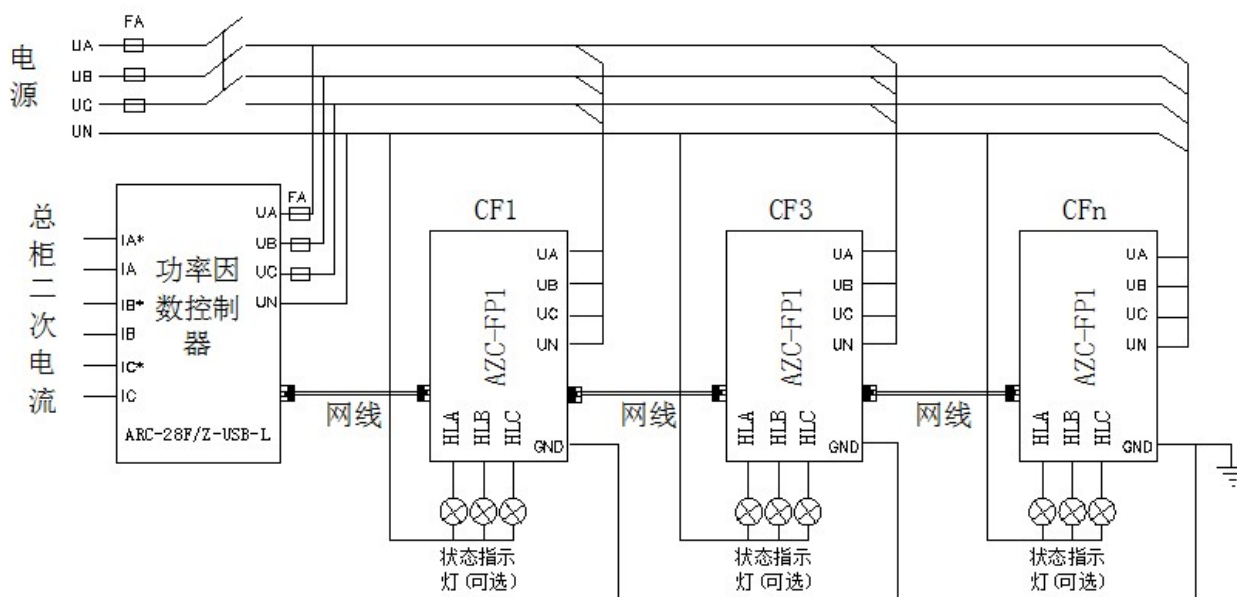 电源
FA
UA
UB
UC
UN
总柜二次电流
IA*
IA
IB*
IB
IC*
IC
功率因
数控制
器
FA
UA
UB
UC
UN
ARC-28F/Z-USB-L
网线
CF1
AZC-FP1
UA
UB
UC
UN
HLA
HLB
HLC
GND
状态指示
灯(可选)
网线
CF3
AZC-FP1
UA
UB
UC
UN
HLA
HLB
HLC
GND
状态指示
灯(可选)
网线
CFn
AZC-FP1
UA
UB
UC
UN
HLA
HLB
HLC
GND
状态指示
灯(可选)